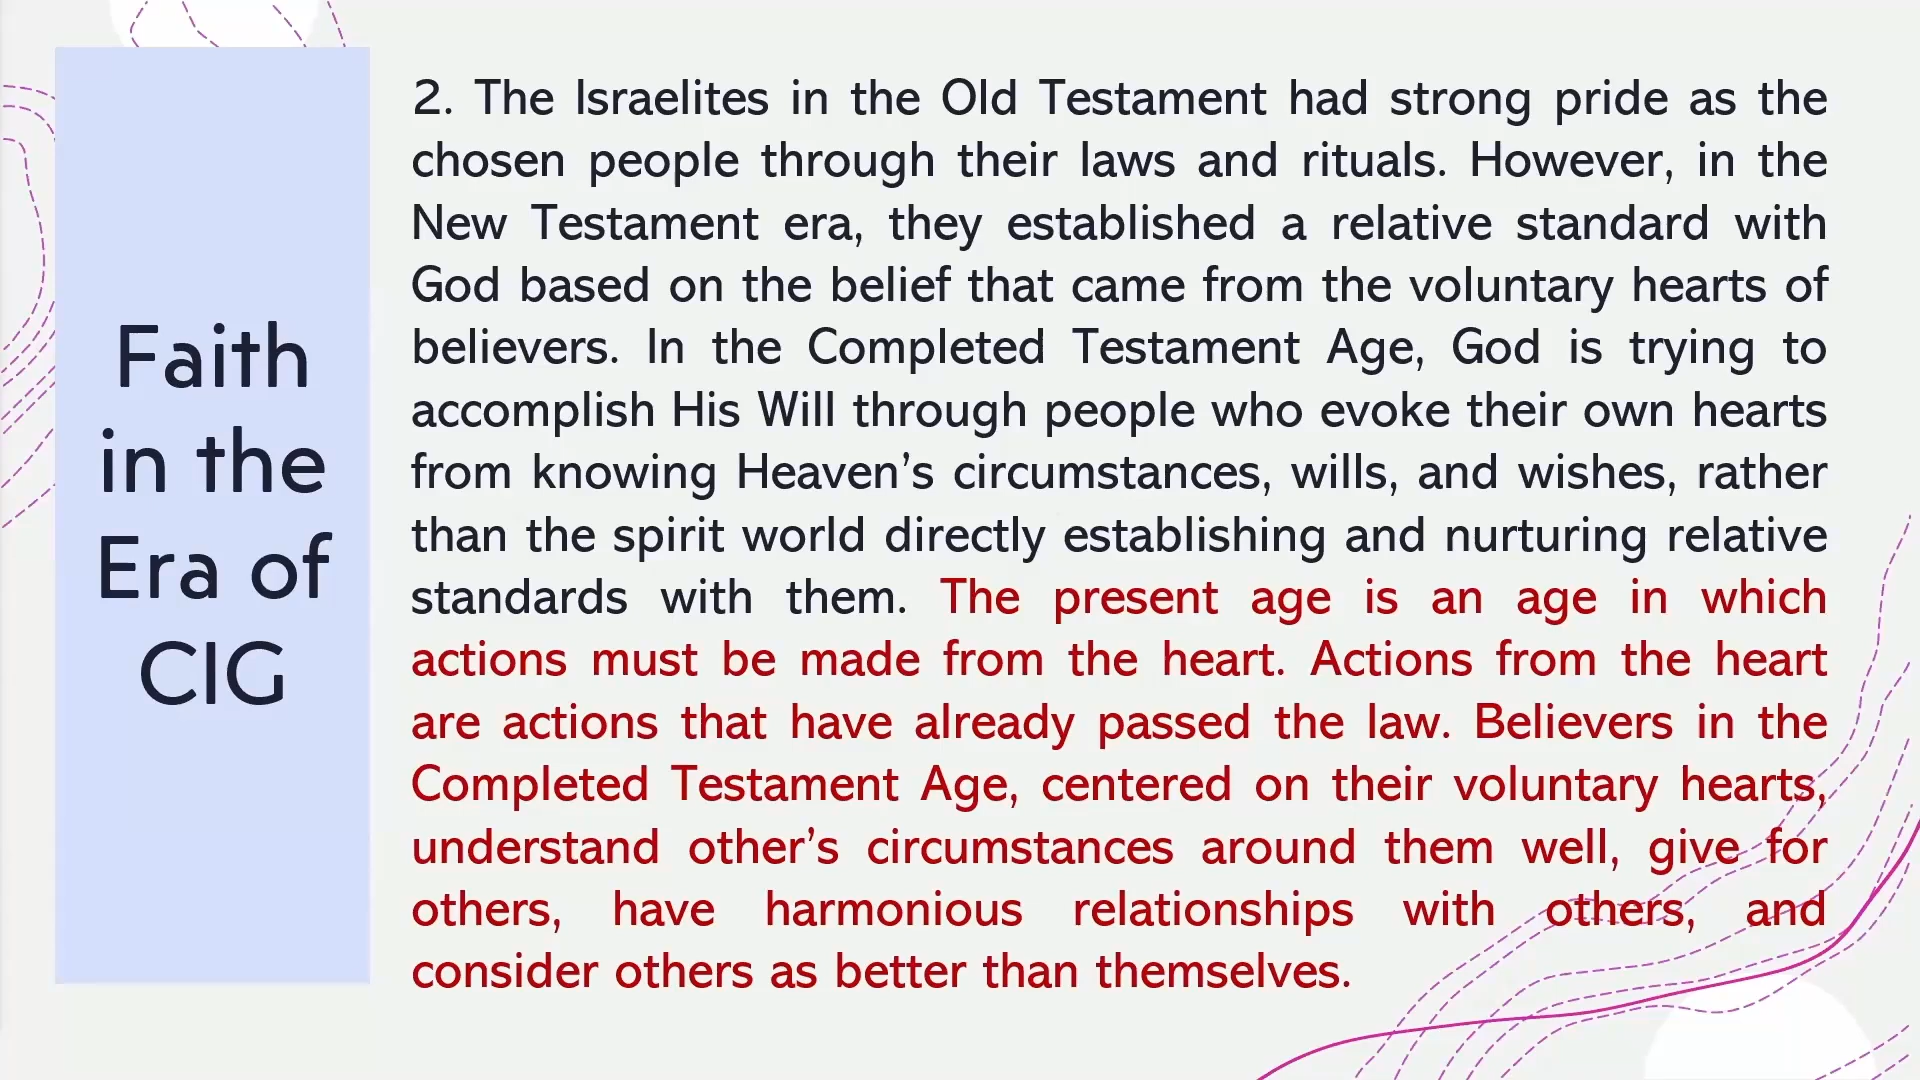 Faith
in the
Era of
CIG
2. The Israelites in the Old Testament had strong pride as the
chosen people through their laws and rituals. However, in the
New Testament era, they established a relative standard with
God based on the belief that came from the voluntary hearts of
believers. In the Completed Testament Age, God is trying to
accomplish His Will through people who evoke their own hearts
from knowing Heaven’s circumstances, wills, and wishes, rather
than the spirit world directly establishing and nurturing relative
standards with them. The present age is an age in which
actions must be made from the heart. Actions from the heart
are actions that have already passed the law. Believers in the
Completed Testament Age, centered on their voluntary hearts,
understand other’s circumstances around them well, give for
others, have harmonious relationships with others, and
consider others as better than themselves.